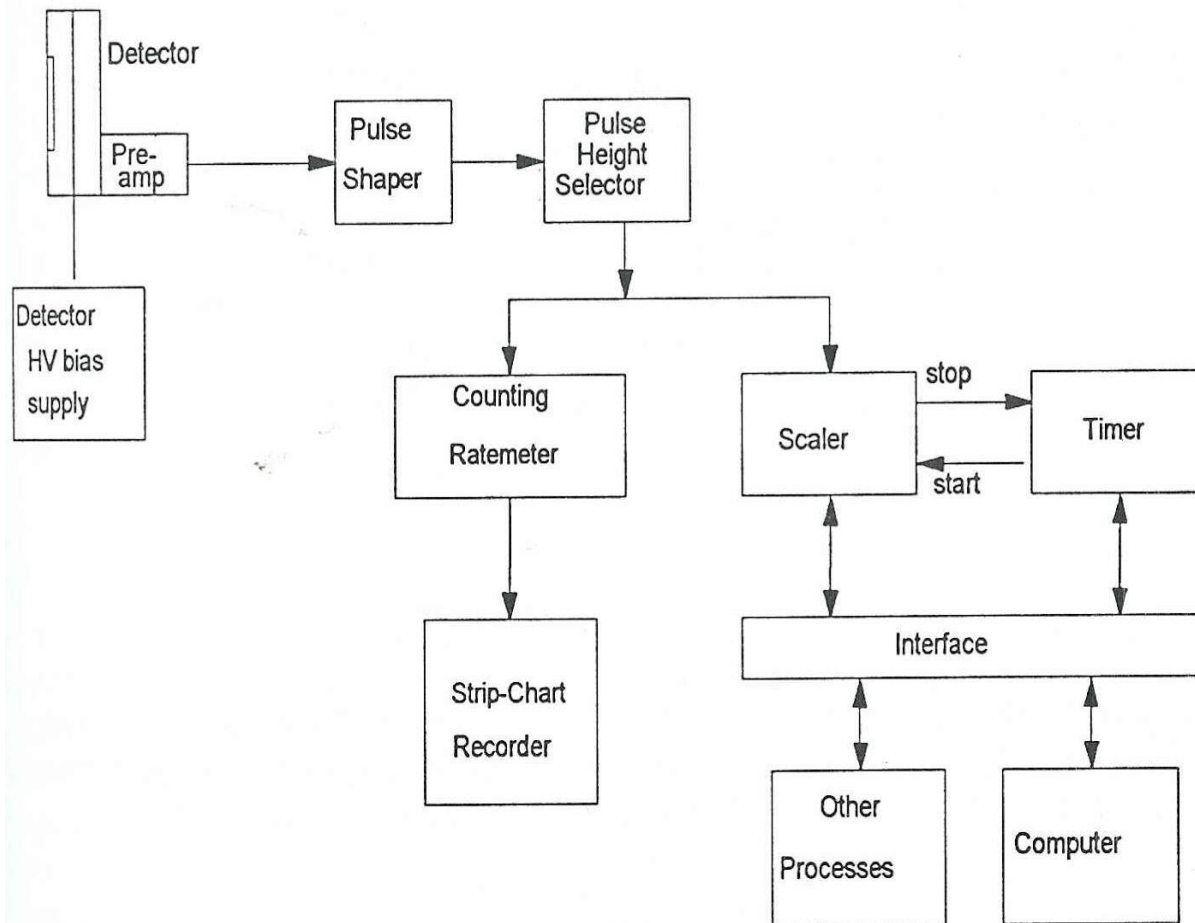 Detector
Pre-
amp
Pulse
Shaper
Pulse
Height
Selector
Detector
HV bias
supply
Counting
Ratemeter
Scaler
stop
start
Timer
Strip-Chart
Recorder
Interface
Other
Processes
Computer